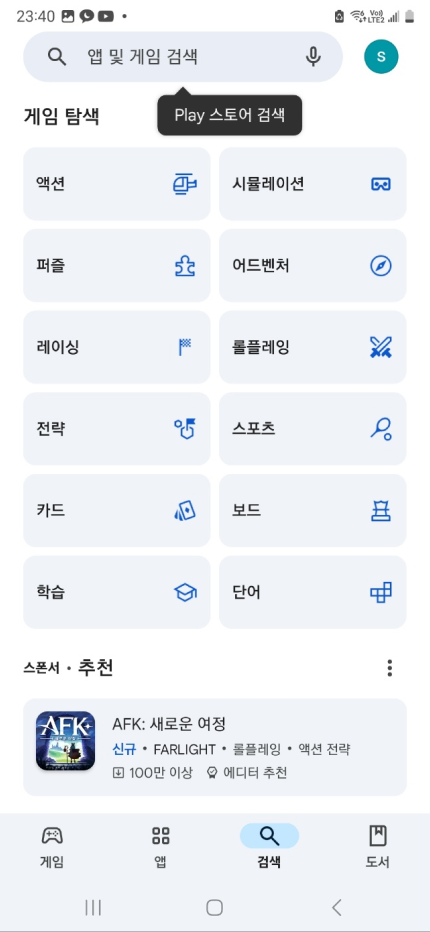 23:40
Vo))
LTE2
앱 및 게임 검색
S
Play 스토어 검색
게임 탐색
액션
시뮬레이션
퍼즐
어드벤처
레이싱
롤플레잉
전략
스포츠
카드
보드
학습
단어
스폰서 • 추천
AFK: 새로운 여정
AFK
신규 • FARLIGHT • 롤플레잉 • 액션 전략
100만 이상 에디터 추천
게임
앱
검색
도서